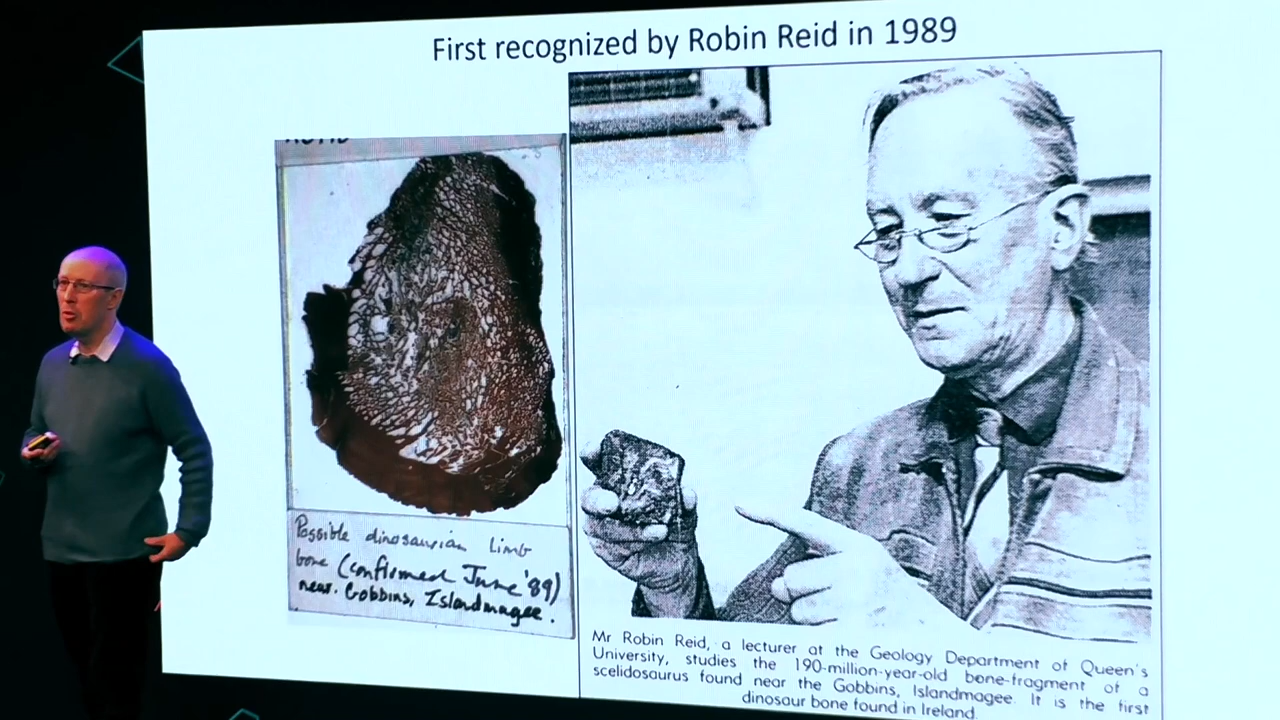 First recognized by Robin Reid in 1989
Possible dinosaurian limb
bone (confirmed June '89)
near. Gobbins, Islandmagee.
Mr Robin Reid, a lecturer at the Geology Department of Queen's
University, studies the 190-million-year-old bone-fragment of a
scelidosaurus found near the Gobbins, Islandmagee. It is the first
dinosaur bone found in Ireland.